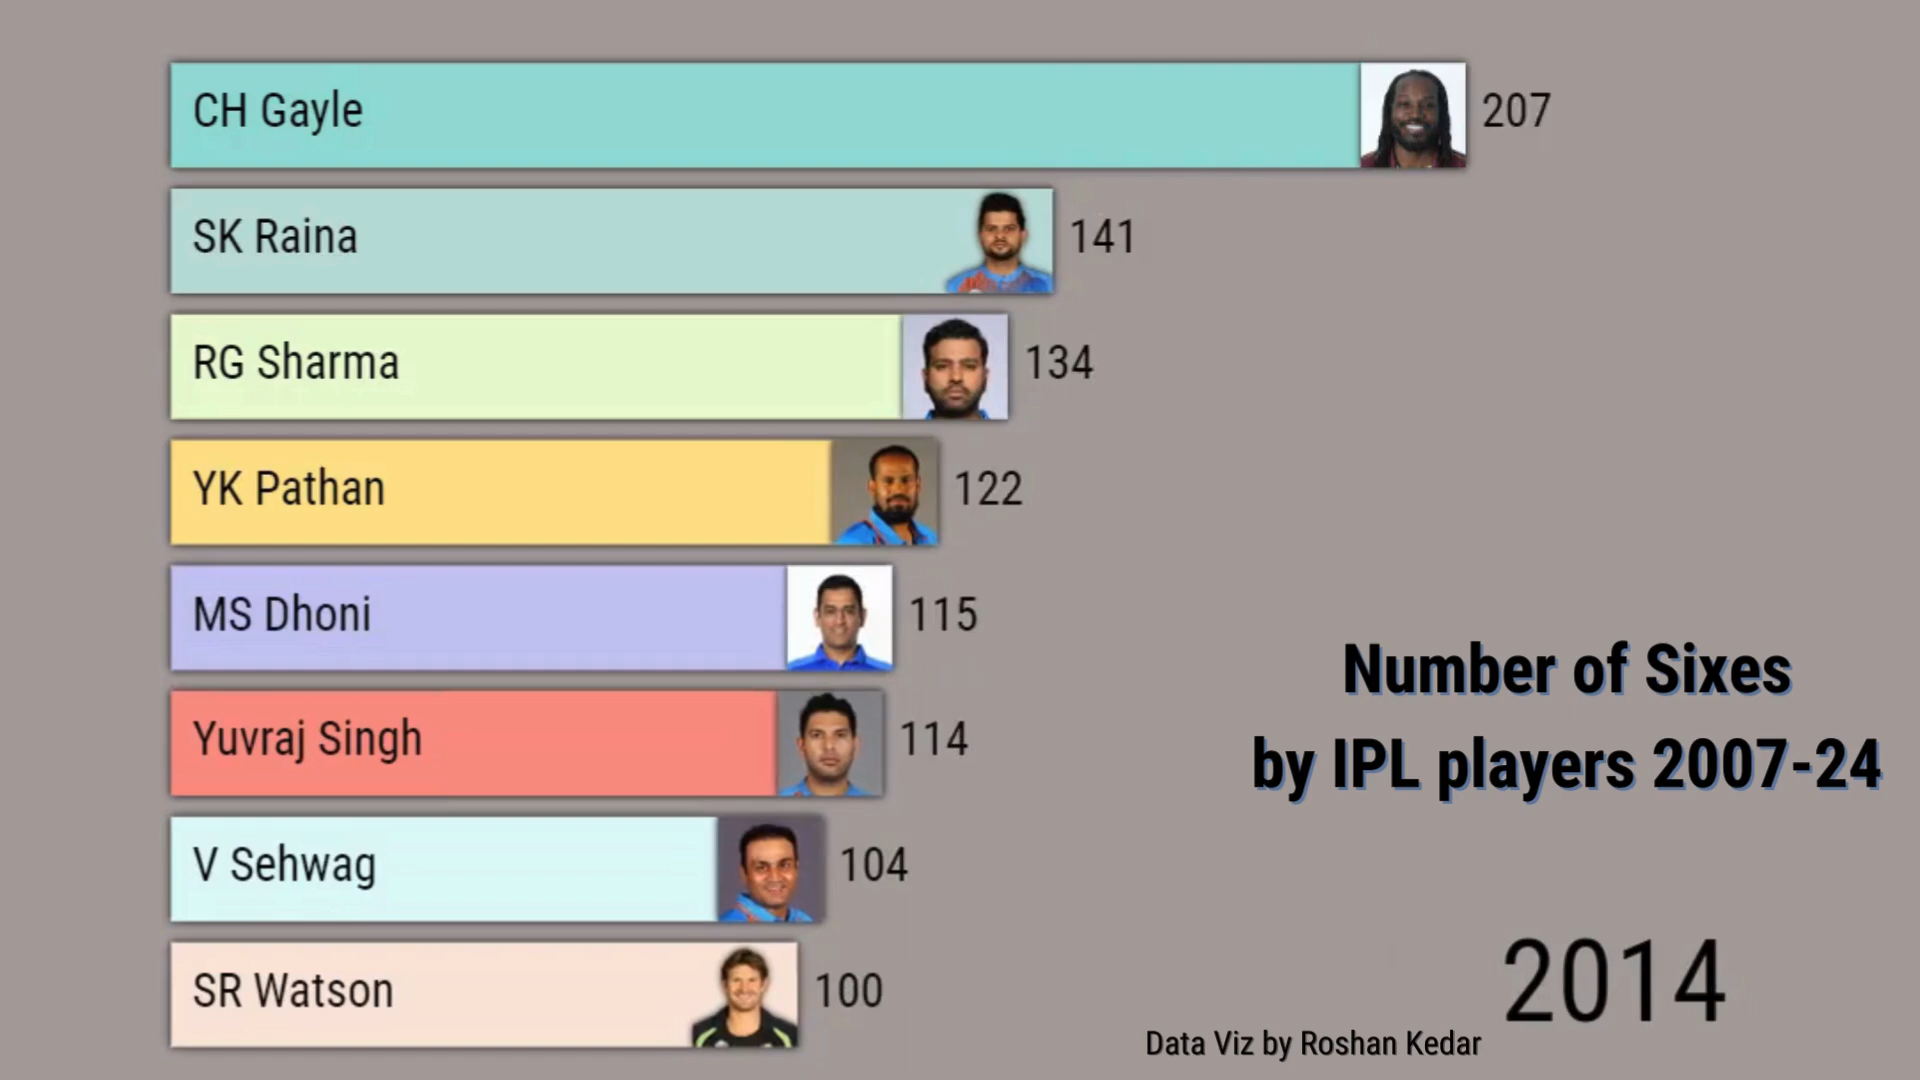 CH Gayle 207
SK Raina 141
RG Sharma 134
YK Pathan 122
MS Dhoni 115
Yuvraj Singh 114
V Sehwag 104
SR Watson 100
Number of Sixes
by IPL players 2007-24
2014
Data Viz by Roshan Kedar